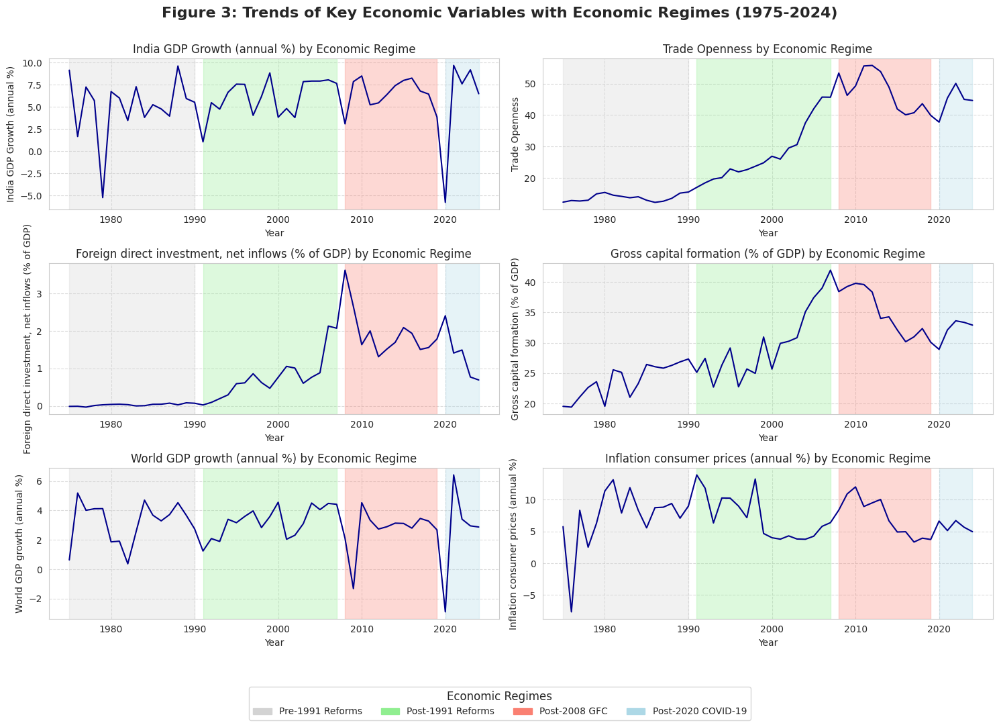 Figure 3: Trends of Key Economic Variables with Economic Regimes (1975-2024)
India GDP Growth (annual %) by Economic Regime
India GDP Growth (annual %)
10.0
7.5
5.0
2.5
0.0
−2.5
−5.0
1980 1990 2000 2010 2020
Year
Trade Openness by Economic Regime
Trade Openness
50
40
30
20
1980 1990 2000 2010 2020
Year
Foreign direct investment, net inflows (% of GDP) by Economic Regime
Foreign direct investment, net inflows (% of GDP)
3
2
1
0
1980 1990 2000 2010 2020
Year
Gross capital formation (% of GDP) by Economic Regime
Gross capital formation (% of GDP)
40
35
30
25
20
1980 1990 2000 2010 2020
Year
World GDP growth (annual %) by Economic Regime
World GDP growth (annual %)
6
4
2
0
−2
1980 1990 2000 2010 2020
Year
Inflation consumer prices (annual %) by Economic Regime
Inflation consumer prices (annual %)
10
5
0
−5
1980 1990 2000 2010 2020
Year
Economic Regimes
Pre-1991 Reforms Post-1991 Reforms Post-2008 GFC Post-2020 COVID-19